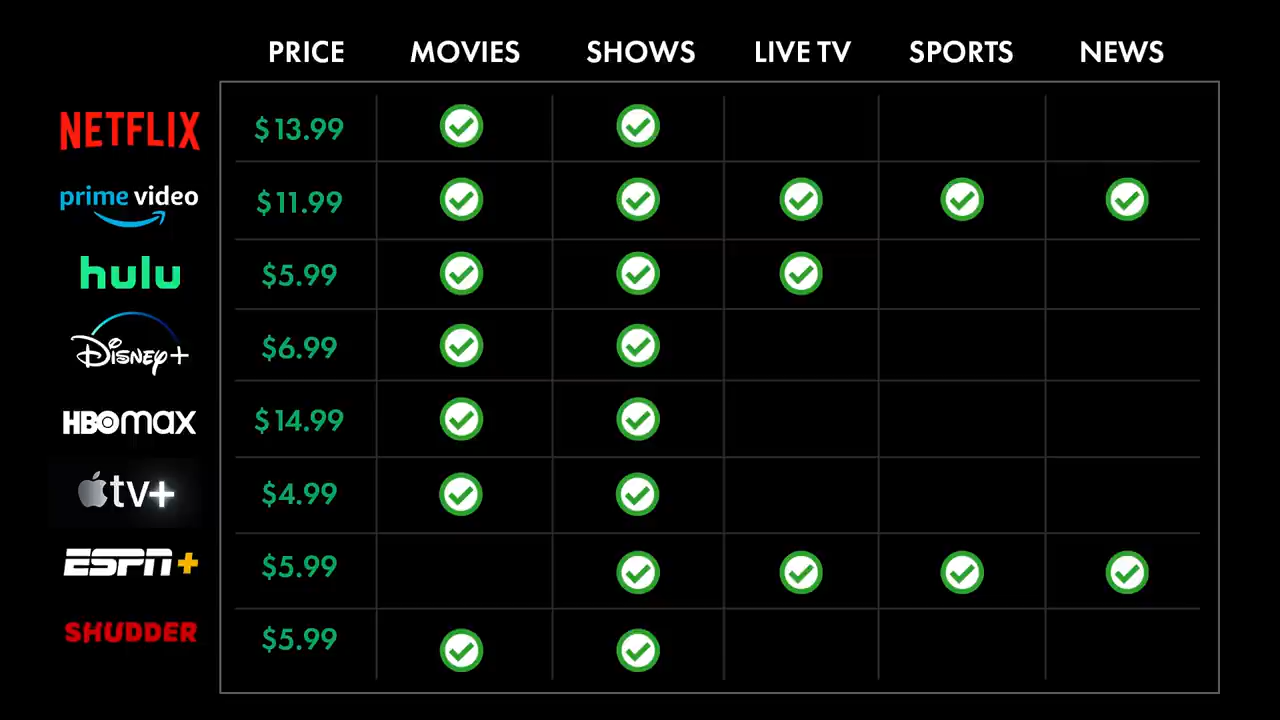 PRICE MOVIES SHOWS LIVE TV SPORTS NEWS
NETFLIX $13.99
prime video $11.99
hulu $5.99
Disney+ $6.99
HBOmax $14.99
tv+ $4.99
ESPN+ $5.99
SHUDDER $5.99